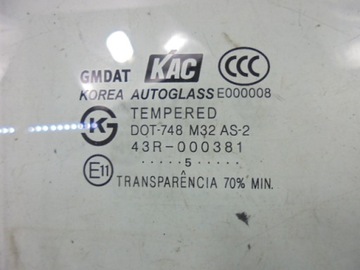 GMDAT KAC CCC
KOREA AUTOGLASS E000008
TEMPERED
DOT-748 M32 AS-2
43R-000381
.....5.....
E11 TRANSPARÊNCIA 70% MIN.